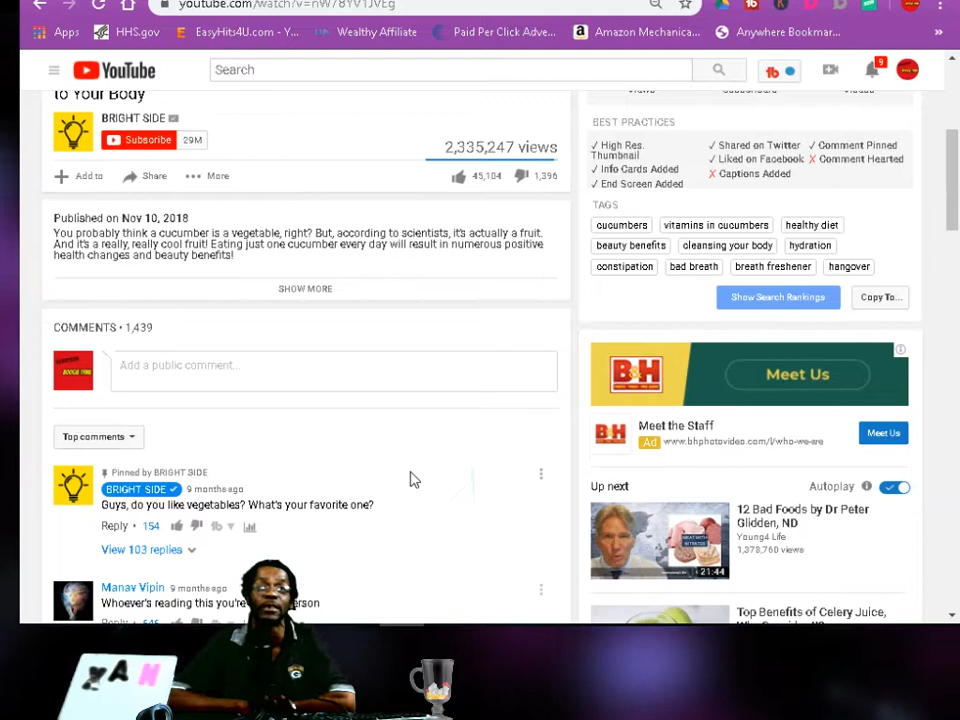 youtube.com/watch?v=nW78YV1JVEg
Apps
HHS.gov
EasyHits4U.com - Y...
Wealthy Affiliate
Paid Per Click Adve...
Amazon Mechanica...
Anywhere Bookmar...
»
YouTube
Search
9
to Your Body
BRIGHT SIDE
Subscribe 29M
2,335,247 views
Add to
Share
More
45,104
1,396
Published on Nov 10, 2018
You probably think a cucumber is a vegetable, right? But, according to scientists, it's actually a fruit.
And it's a really, really cool fruit! Eating just one cucumber every day will result in numerous positive
health changes and beauty benefits!
SHOW MORE
COMMENTS • 1,439
Add a public comment...
Top comments
Pinned by BRIGHT SIDE
BRIGHT SIDE 9 months ago
Guys, do you like vegetables? What's your favorite one?
Reply • 154
View 103 replies
Manav Vipin 9 months ago
Whoever's reading this you're
BEST PRACTICES
✓ High Res. Thumbnail
✓ Info Cards Added
✓ End Screen Added
✓ Shared on Twitter
✓ Liked on Facebook
✗ Captions Added
✓ Comment Pinned
✗ Comment Hearted
TAGS
cucumbers
vitamins in cucumbers
healthy diet
beauty benefits
cleansing your body
hydration
constipation
bad breath
breath freshener
hangover
Show Search Rankings
Copy To...
B&H
Meet Us
B&H
Meet the Staff
Ad www.bhphotovideo.com/l/who-we-are
Meet Us
Up next
Autoplay
12 Bad Foods by Dr Peter
Glidden, ND
Young4 Life
1,373,760 views
21:44
Top Benefits of Celery Juice,